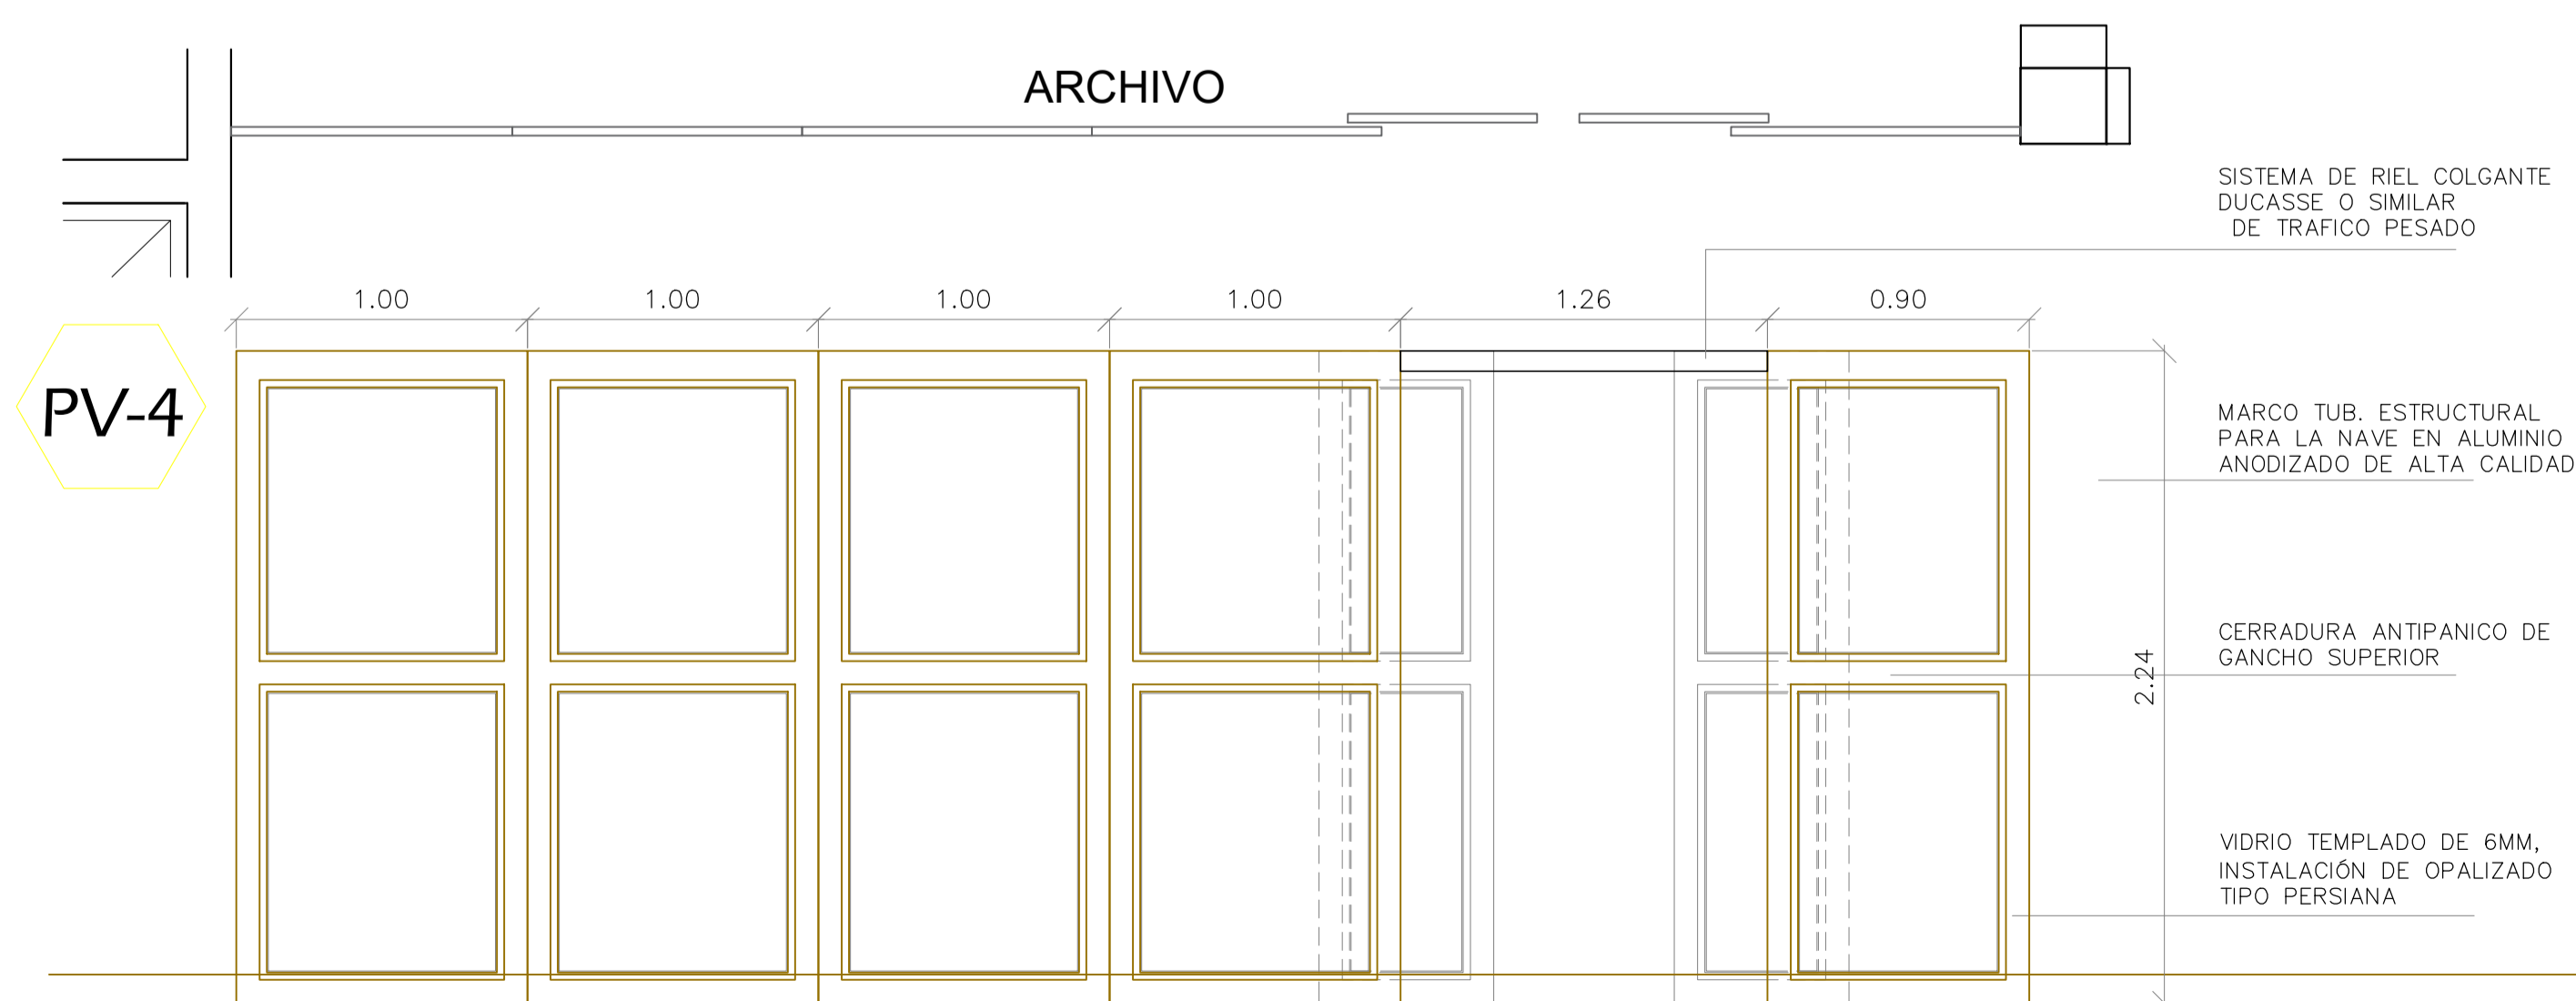 ARCHIVO
SISTEMA DE RIEL COLGANTE
DUCASSE O SIMILAR
DE TRAFICO PESADO
1.00
1.00
1.00
1.00
1.26
0.90
PV-4
MARCO TUB. ESTRUCTURAL
PARA LA NAVE EN ALUMINIO
ANODIZADO DE ALTA CALIDAD
CERRADURA ANTIPANICO DE
GANCHO SUPERIOR
2.24
VIDRIO TEMPLADO DE 6MM,
INSTALACIÓN DE OPALIZADO
TIPO PERSIANA